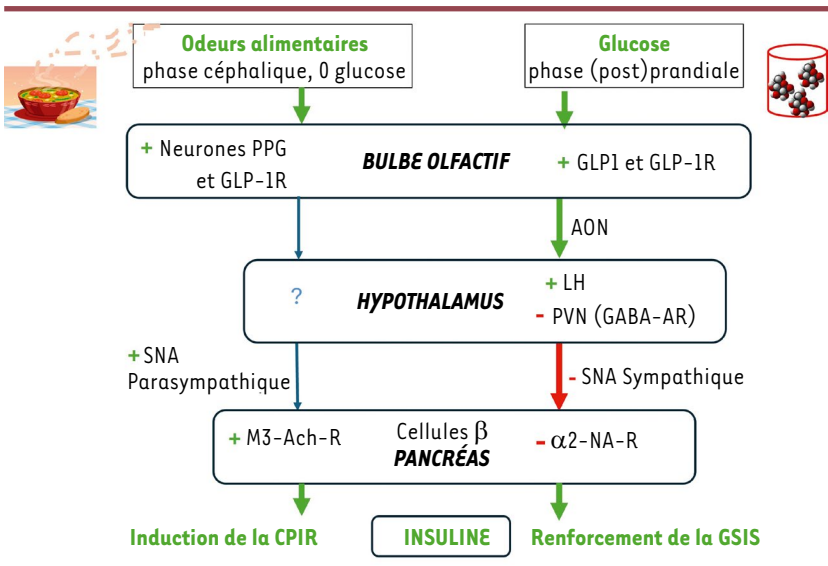 Odeurs alimentaires
phase céphalique, 0 glucose
Glucose
phase (post)prandiale
+ Neurones PPG
et GLP-1R
BULBE OLFACTIF
+ GLP1 et GLP-1R
AON
?
HYPOTHALAMUS
+ LH
- PVN (GABA-AR)
+ SNA
Parasympathique
- SNA Sympathique
+ M3-Ach-R
Cellules β
PANCRÉAS
- α2-NA-R
Induction de la CPIR
INSULINE
Renforcement de la GSIS